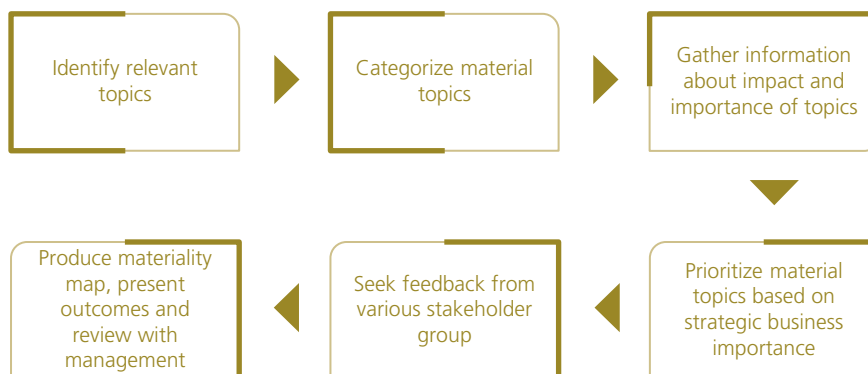 Identify relevant
topics
Categorize material
topics
Gather information
about impact and
importance of topics
Prioritize material
topics based on
strategic business
importance
Seek feedback from
various stakeholder
group
Produce materiality
map, present
outcomes and
review with
management